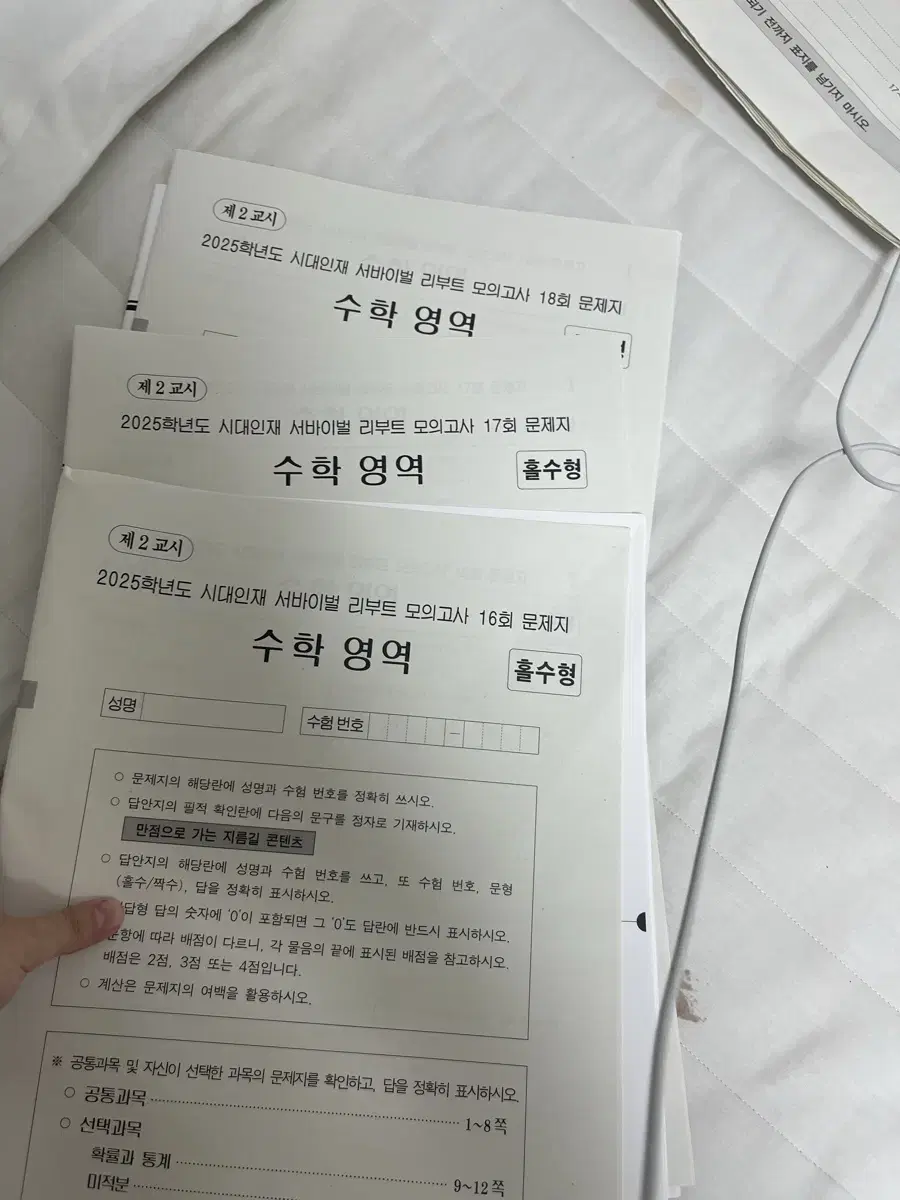 되기 전까지 표지를 넘기지 마시오
제 2 교시
2025학년도 시대인재 서바이벌 리부트 모의고사 18회 문제지
수학 영역
제 2 교시
2025학년도 시대인재 서바이벌 리부트 모의고사 17회 문제지
수학 영역
홀수형
제 2 교시
2025학년도 시대인재 서바이벌 리부트 모의고사 16회 문제지
수학 영역
홀수형
성명
수험 번호 –
○ 문제지의 해당란에 성명과 수험 번호를 정확히 쓰시오.
○ 답안지의 필적 확인란에 다음의 문구를 정자로 기재하시오.
만점으로 가는 지름길 콘텐츠
○ 답안지의 해당란에 성명과 수험 번호를 쓰고, 또 수험 번호, 문형
(홀수/짝수), 답을 정확히 표시하시오.
답형 답의 숫자에 '0'이 포함되면 그 '0'도 답란에 반드시 표시하시오.
문항에 따라 배점이 다르니, 각 물음의 끝에 표시된 배점을 참고하시오.
배점은 2점, 3점 또는 4점입니다.
○ 계산은 문제지의 여백을 활용하시오.
※ 공통과목 및 자신이 선택한 과목의 문제지를 확인하고, 답을 정확히 표시하시오.
○ 공통과목 1~8쪽
○ 선택과목
확률과 통계 9~12쪽
미적분